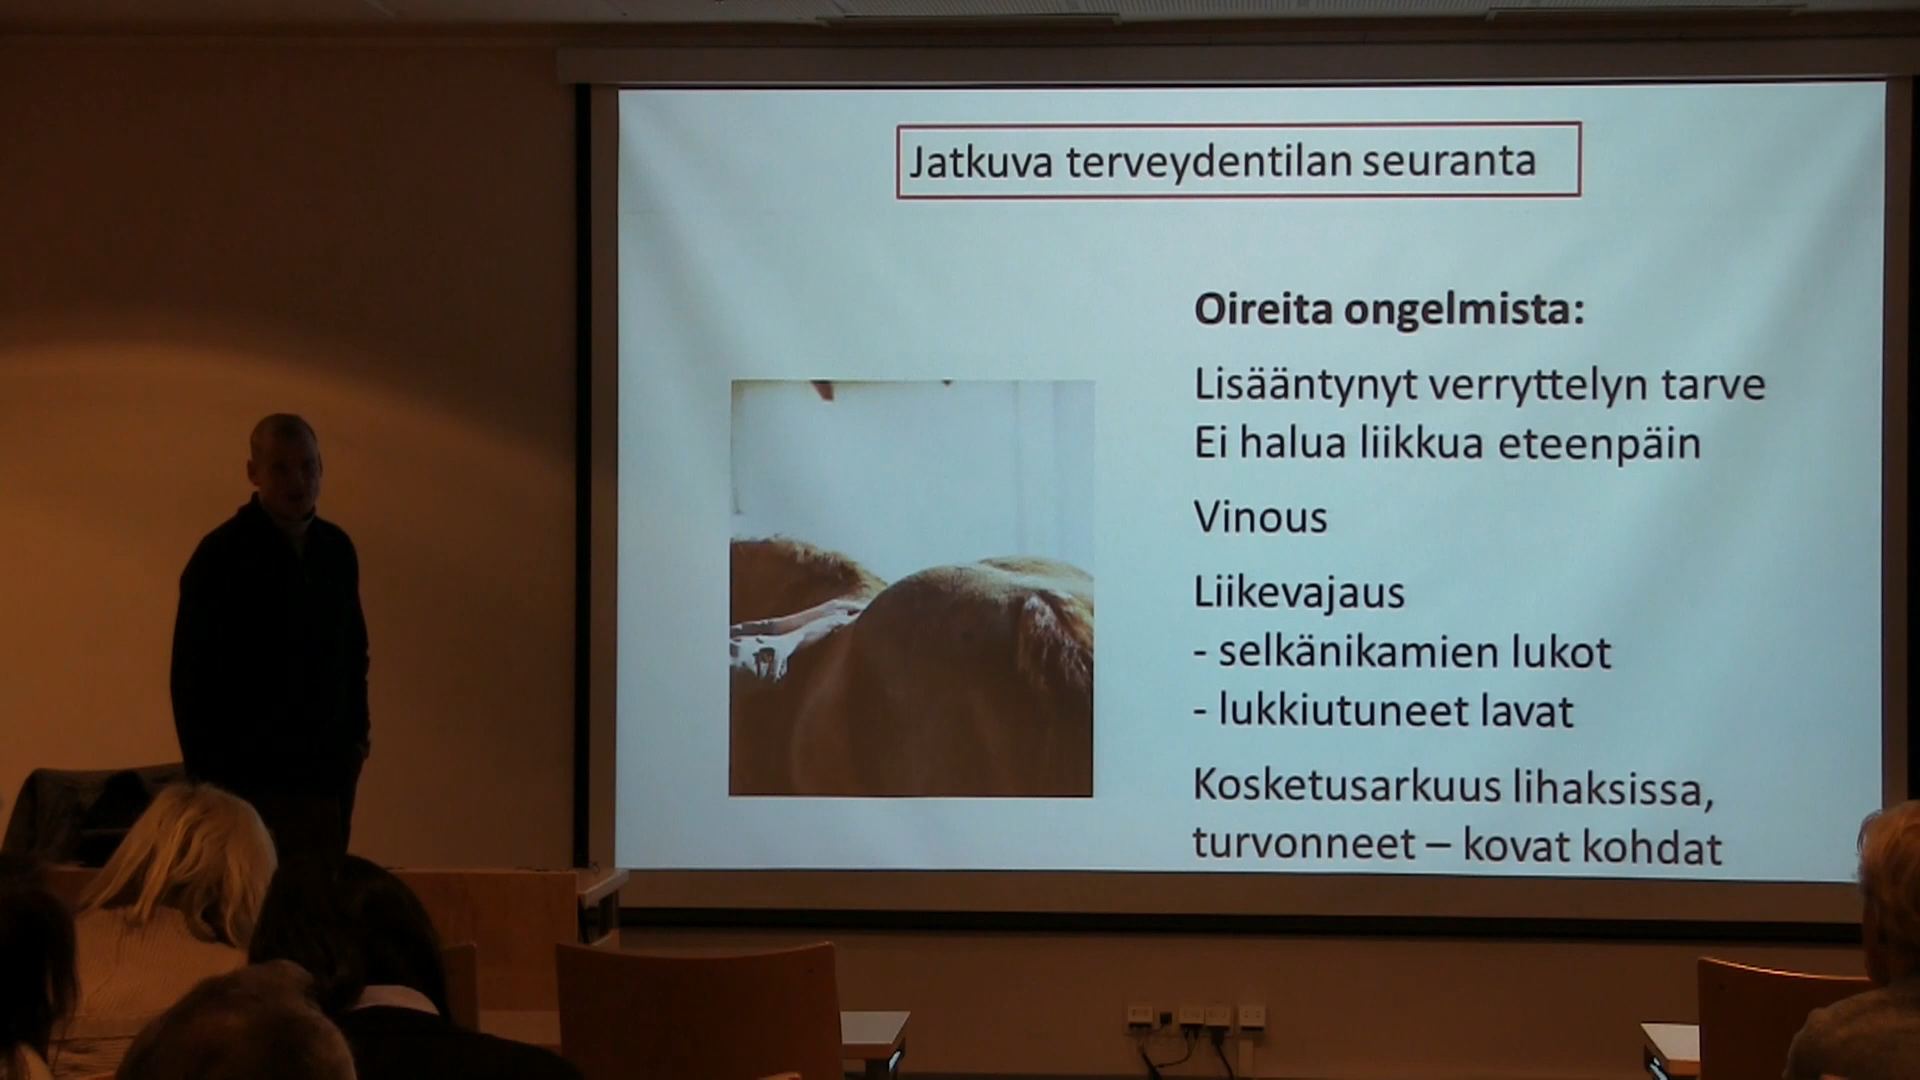 Jatkuva terveydentilan seuranta
Oireita ongelmista:
Lisääntynyt verryttelyn tarve
Ei halua liikkua eteenpäin
Vinous
Liikevajaus
- selkänikamien lukot
- lukkiutuneet lavat
Kosketusarkuus lihaksissa,
turvonneet – kovat kohdat